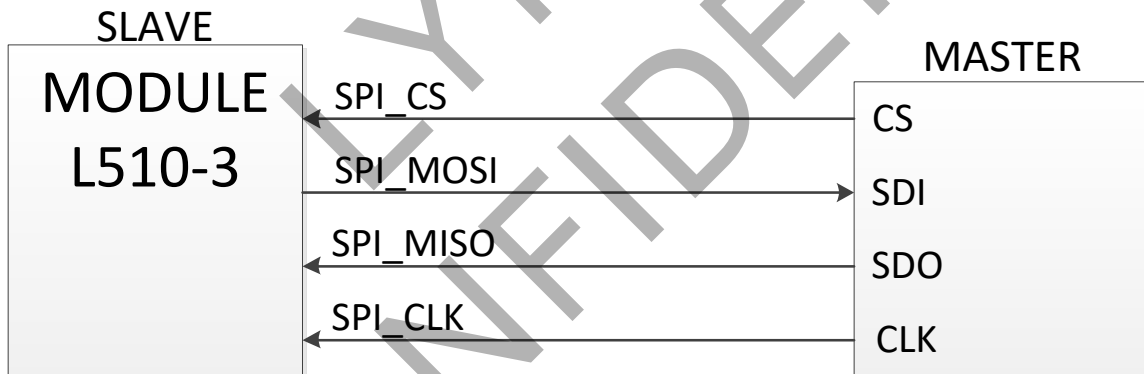 SLAVE
MODULE
L510-3
SPI_CS
SPI_MOSI
SPI_MISO
SPI_CLK
MASTER
CS
SDI
SDO
CLK